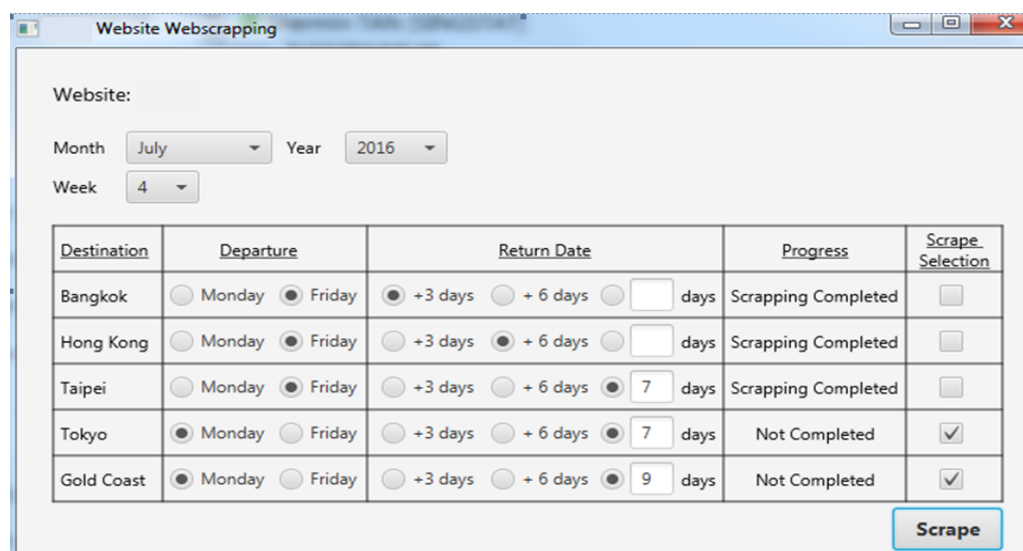 Website Webscrapping
Website:
Month July Year 2016
Week 4
Destination Departure Return Date Progress Scrape Selection
Bangkok Monday Friday +3 days + 6 days days Scrapping Completed
Hong Kong Monday Friday +3 days + 6 days days Scrapping Completed
Taipei Monday Friday +3 days + 6 days 7 days Scrapping Completed
Tokyo Monday Friday +3 days + 6 days 7 days Not Completed
Gold Coast Monday Friday +3 days + 6 days 9 days Not Completed
Scrape